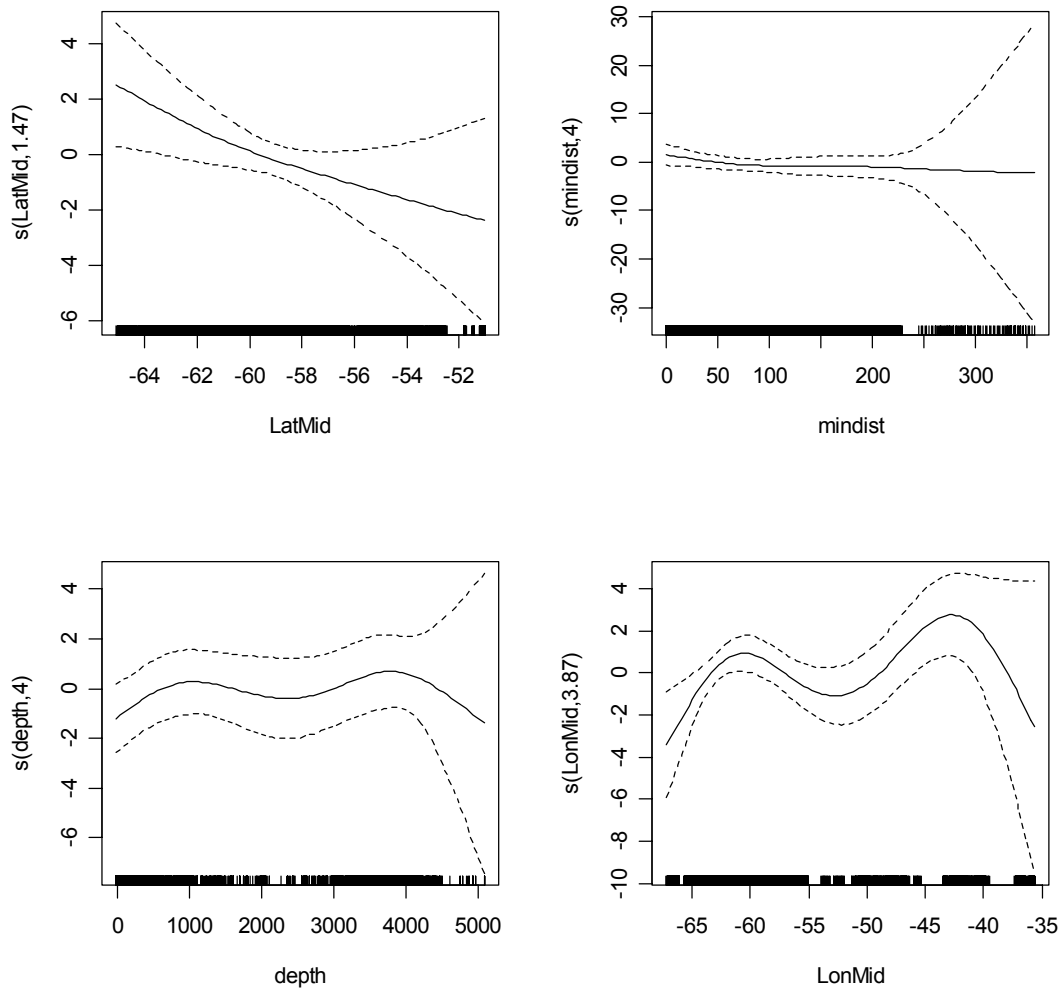 4
2
0
-2
-4
-6
s(LatMid,1.47)
-64 -62 -60 -58 -56 -54 -52
LatMid
30
20
10
0
-10
-20
-30
s(mindist,4)
0 50 100 200 300
mindist
4
2
0
-2
-4
-6
s(depth,4)
0 1000 2000 3000 4000 5000
depth
4
2
0
-2
-4
-6
-8
-10
s(LonMid,3.87)
-65 -60 -55 -50 -45 -40 -35
LonMid